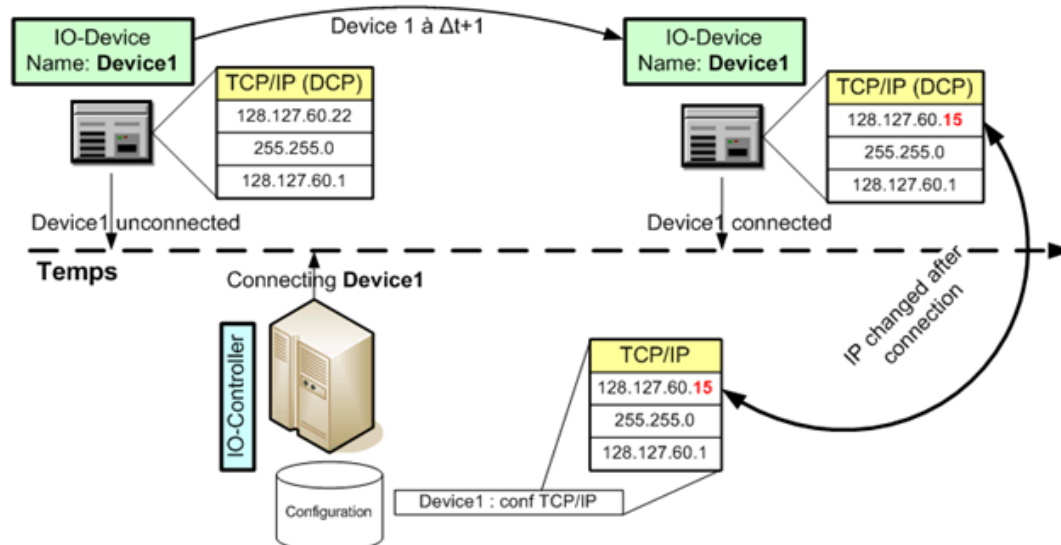 IO-Device
Name: Device1
Device 1 à Δt+1
IO-Device
Name: Device1
TCP/IP (DCP)
128.127.60.22
255.255.0
128.127.60.1
TCP/IP (DCP)
128.127.60.15
255.255.0
128.127.60.1
Device1 unconnected
Device1 connected
Temps
Connecting Device1
IP changed after
connection
IO-Controller
TCP/IP
128.127.60.15
255.255.0
128.127.60.1
Configuration
Device1 : conf TCP/IP